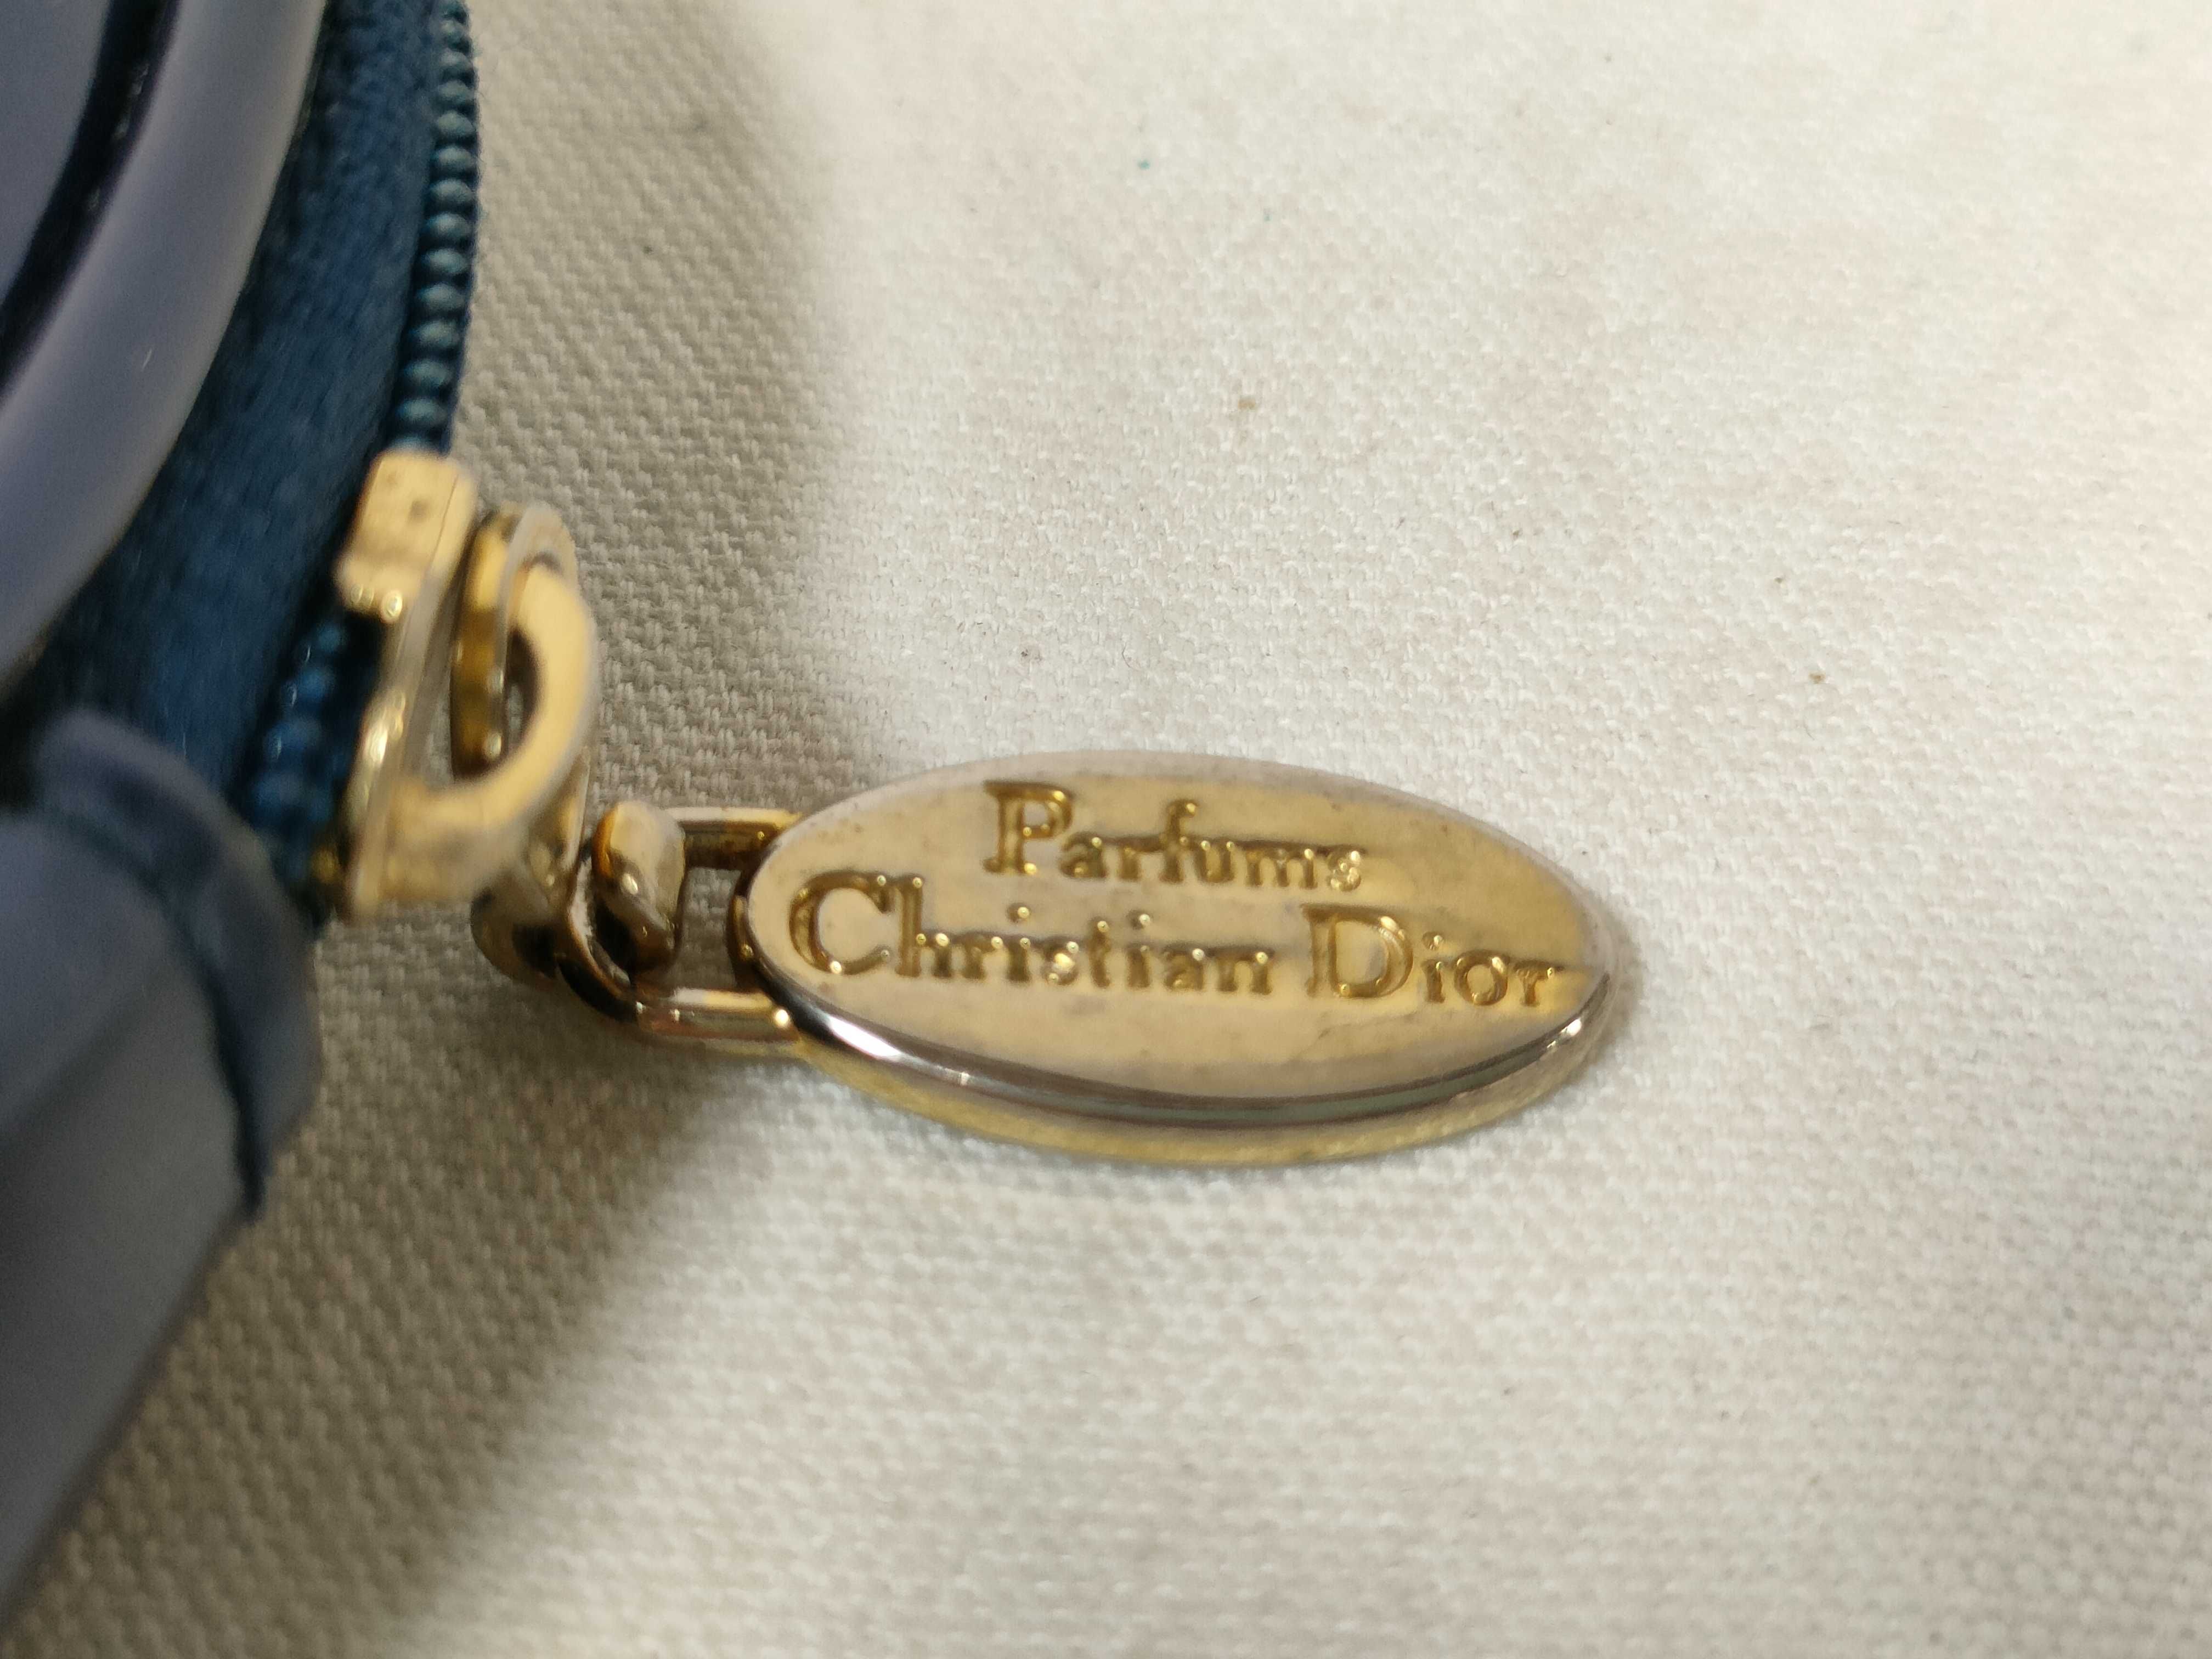 Parfums
Christian Dior